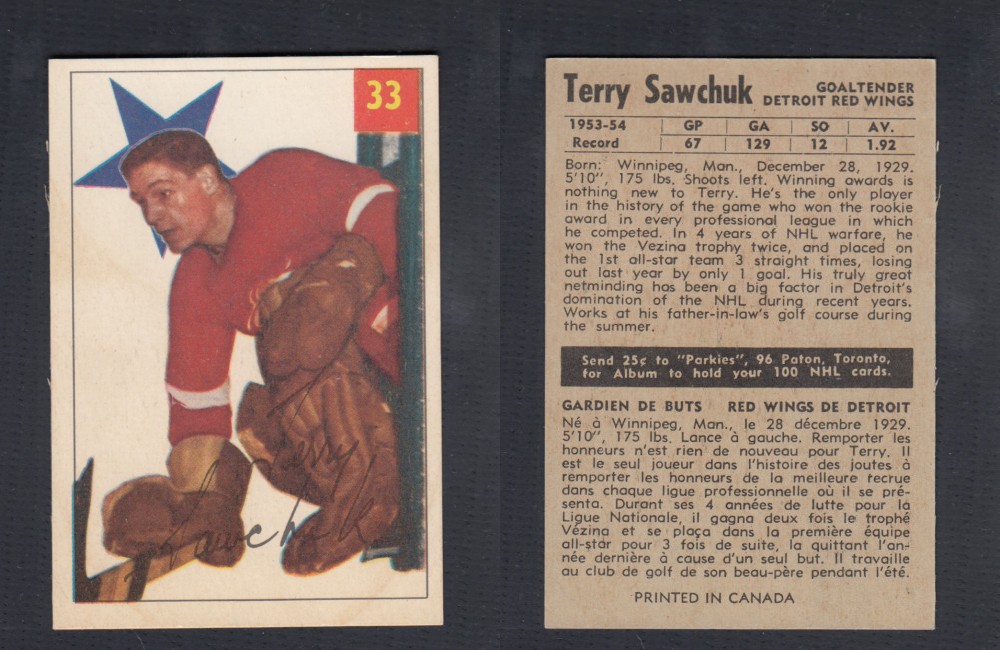 33
Terry
Sawchuk
Terry Sawchuk
GOALTENDER
DETROIT RED WINGS
1953-54 GP GA SO AV.
Record 67 129 12 1.92
Born: Winnipeg, Man., December 28, 1929.
5'10", 175 lbs. Shoots left. Winning awards is
nothing new to Terry. He's the only player
in the history of the game who won the rookie
award in every professional league in which
he competed. In 4 years of NHL warfare, he
won the Vezina trophy twice, and placed on
the 1st all-star team 3 straight times, losing
out last year by only 1 goal. His truly great
netminding has been a big factor in Detroit's
domination of the NHL during recent years.
Works at his father-in-law's golf course during
the summer.
Send 25¢ to "Parkies", 96 Paton, Toronto,
for Album to hold your 100 NHL cards.
GARDIEN DE BUTS RED WINGS DE DETROIT
Né à Winnipeg, Man., le 28 décembre 1929.
5'10", 175 lbs. Lance à gauche. Remporter les
honneurs n'est rien de nouveau pour Terry. Il
est le seul joueur dans l'histoire des joutes à
remporter les honneurs de la meilleure recrue
dans chaque ligue professionnelle où il se pré-
senta. Durant ses 4 années de lutte pour la
Ligue Nationale, il gagna deux fois le trophé
Vézina et se plaça dans la première équipe
all-star pour 3 fois de suite, la quittant l'an-
née dernière à cause d'un seul but. Il travaille
au club de golf de son beau-père pendant l'été.
PRINTED IN CANADA